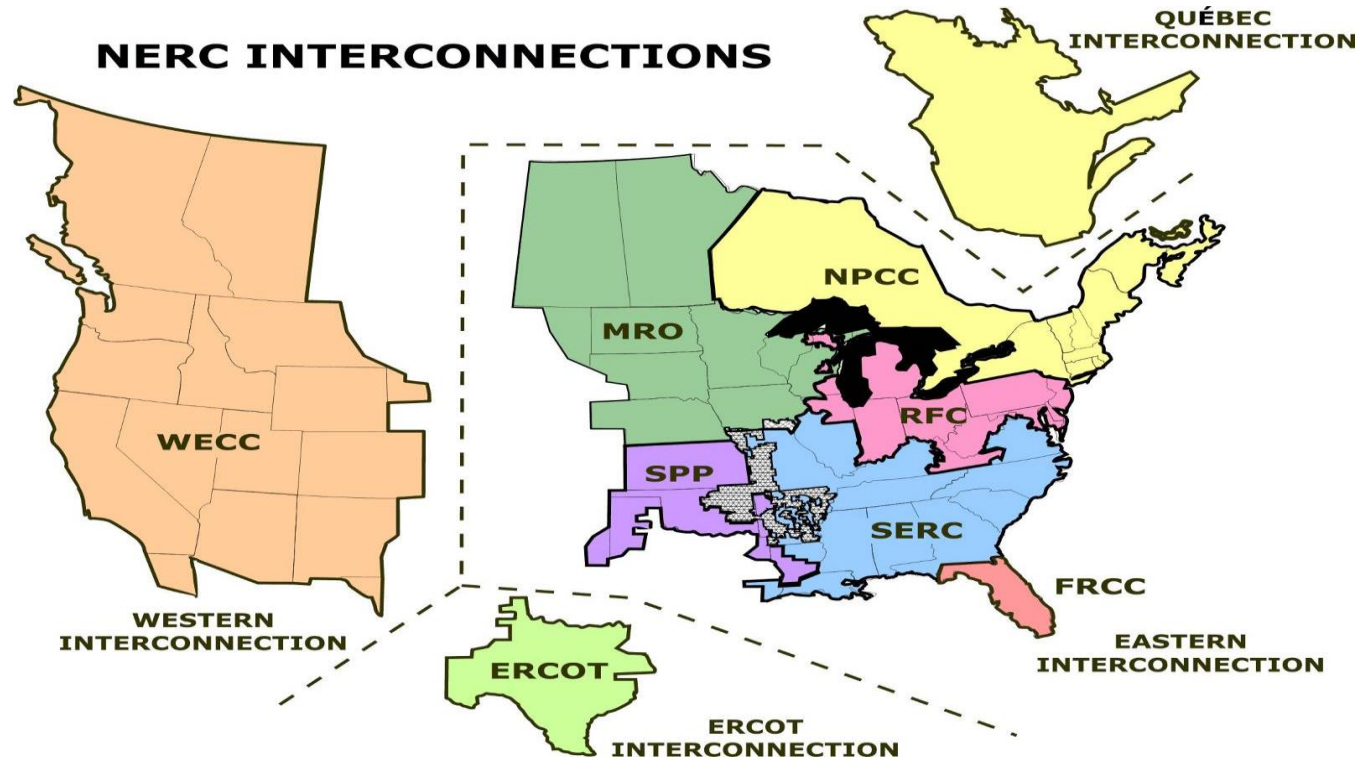 QUÉBEC
INTERCONNECTION
NERC INTERCONNECTIONS
NPCC
MRO
RFC
WECC
SPP
SERC
FRCC
WESTERN
INTERCONNECTION
EASTERN
INTERCONNECTION
ERCOT
ERCOT
INTERCONNECTION